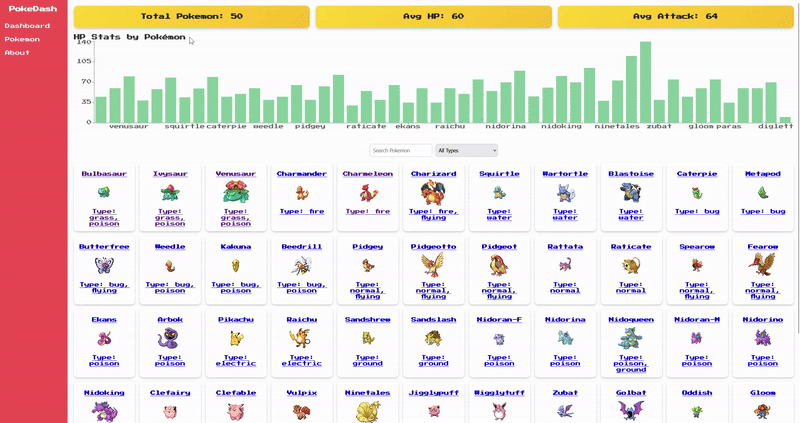 PokeDash
Dashboard
Pokemon
About
Total Pokemon: 50
Avg HP: 60
Avg Attack: 64
HP Stats by Pokémon
140
105
70
35
0
venusaur squirtle caterpie weedle pidgey raticate ekans raichu nidorina nidoking ninetales zubat gloom paras diglett
Search Pokemon
All Types
Bulbasaur Ivysaur Venusaur Charmander Charmeleon Charizard Squirtle Wartortle Blastoise Caterpie Metapod
Type: Type: Type: Type: fire Type: fire Type: fire, Type: Type: Type: Type: bug Type: bug
grass, grass, grass, flying water water water
poison poison poison
Butterfree Weedle Kakuna Beedrill Pidgey Pidgeotto Pidgeot Rattata Raticate Spearow Fearow
Type: bug, Type: bug, Type: bug, Type: bug, Type: Type: Type: Type: Type: Type: Type:
flying poison poison poison normal, normal, normal, normal normal normal, normal,
flying flying flying flying flying
Ekans Arbok Pikachu Raichu Sandshrew Sandslash Nidoran-F Nidorina Nidoqueen Nidoran-M Nidorino
Type: Type: Type: Type: Type: Type: Type: Type: Type: Type: Type:
poison poison electric electric ground ground poison poison poison, poison poison
ground
Nidoking Clefairy Clefable Vulpix Ninetales Jigglypuff Wigglytuff Zubat Golbat Oddish Gloom